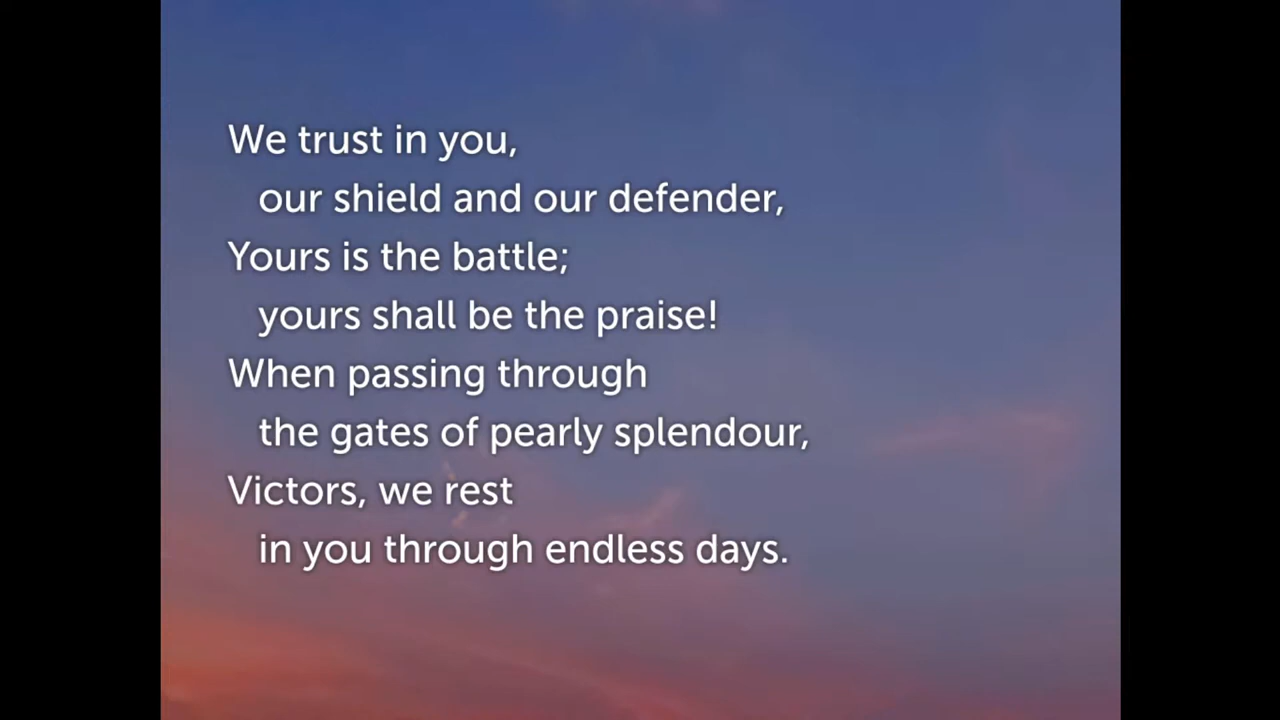 We trust in you,
our shield and our defender,
Yours is the battle;
yours shall be the praise!
When passing through
the gates of pearly splendour,
Victors, we rest
in you through endless days.